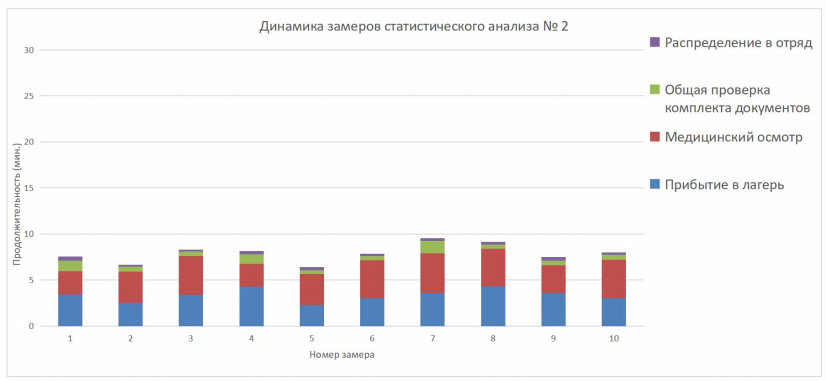 Динамика замеров статистического анализа № 2
30
25
20
15
10
5
0
Продолжительность (мин.)
1 2 3 4 5 6 7 8 9 10
Номер замера
Распределение в отряд
Общая проверка
комплекта документов
Медицинский осмотр
Прибытие в лагерь